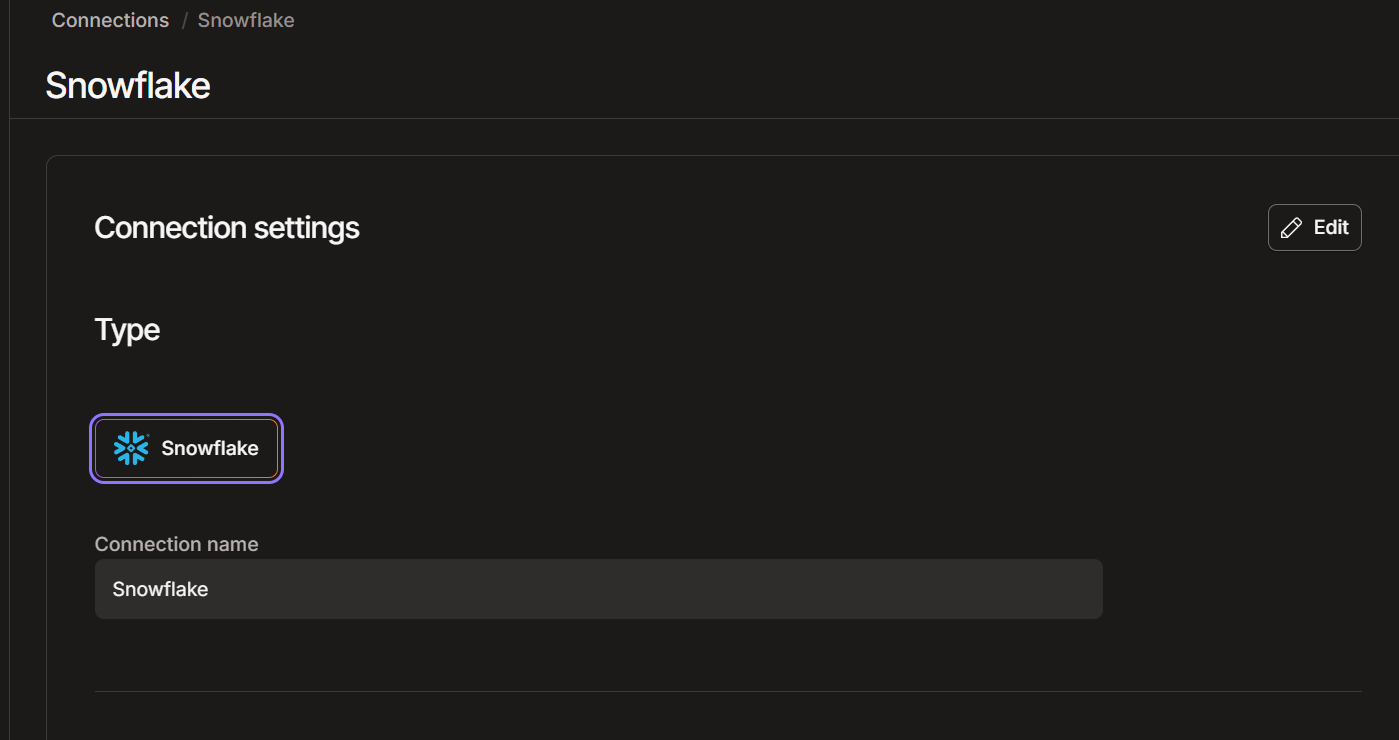 Connections / Snowflake
Snowflake
Connection settings
Edit
Type
Snowflake
Connection name
Snowflake